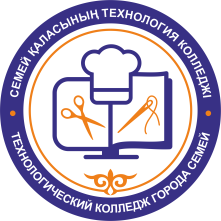 СЕМЕЙ ҚАЛАСЫНЫҢ ТЕХНОЛОГИЯ КОЛЛЕДЖІ
ТЕХНОЛОГИЧЕСКИЙ КОЛЛЕДЖ ГОРОДА СЕМЕЙ